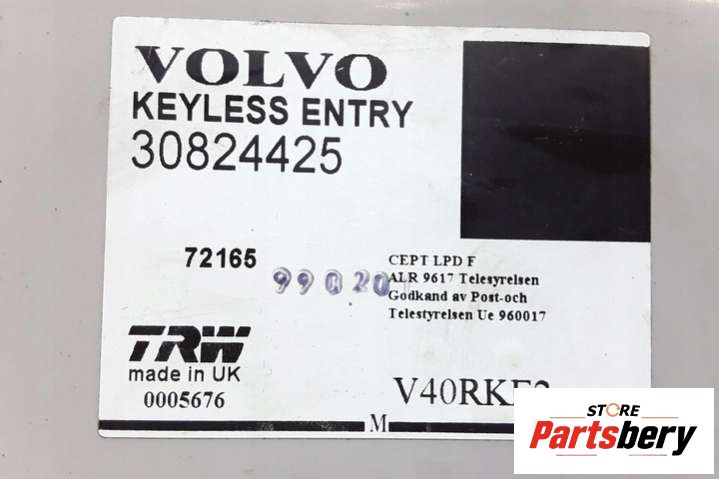 VOLVO
KEYLESS ENTRY
30824425
72165
CEPT LPD F
ALR 9617 Telesyrelsen
Godkand av Post-och
Telestyrelsen Ue 960017
TRW
made in UK
0005676
M
STORE
Partsbery